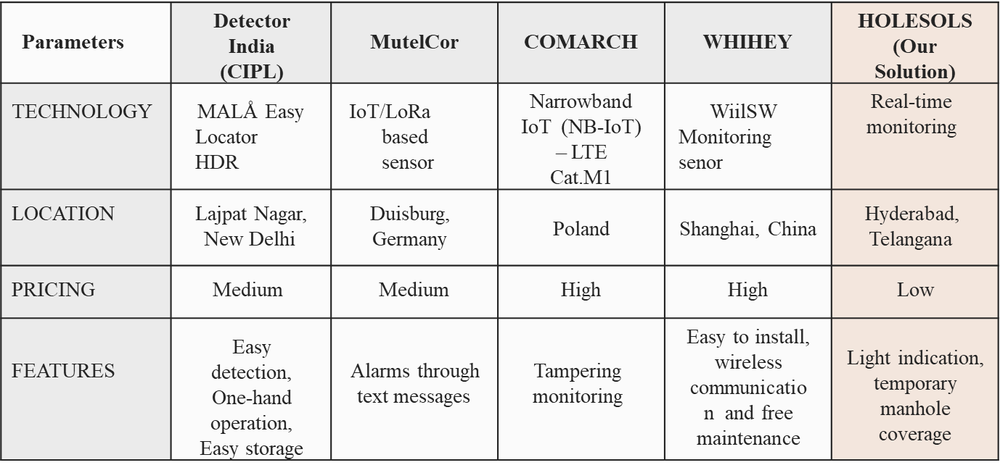 Parameters
Detector
India
(CIPL)
MutelCor
COMARCH
WHIHEY
HOLESOLS
(Our
Solution)
TECHNOLOGY
MALÅ Easy
Locator
HDR
IoT/LoRa
based
sensor
Narrowband
IoT (NB-IoT)
– LTE
Cat.M1
WiilSW
Monitoring
senor
Real-time
monitoring
LOCATION
Lajpat Nagar,
New Delhi
Duisburg,
Germany
Poland
Shanghai, China
Hyderabad,
Telangana
PRICING
Medium
Medium
High
High
Low
FEATURES
Easy
detection,
One-hand
operation,
Easy storage
Alarms through
text messages
Tampering
monitoring
Easy to install,
wireless
communicatio
n and free
maintenance
Light indication,
temporary
manhole
coverage